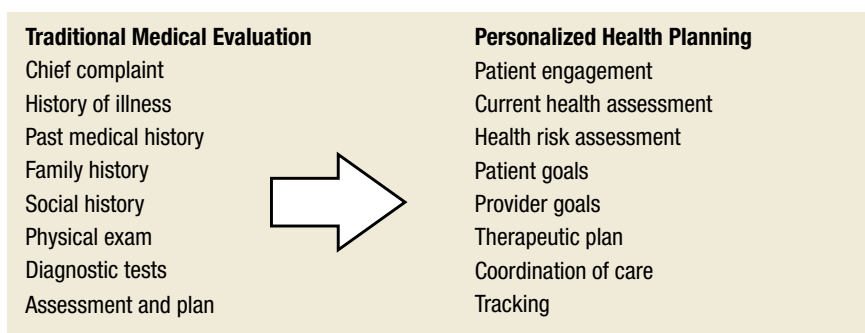 Traditional Medical Evaluation
Chief complaint
History of illness
Past medical history
Family history
Social history
Physical exam
Diagnostic tests
Assessment and plan
Personalized Health Planning
Patient engagement
Current health assessment
Health risk assessment
Patient goals
Provider goals
Therapeutic plan
Coordination of care
Tracking